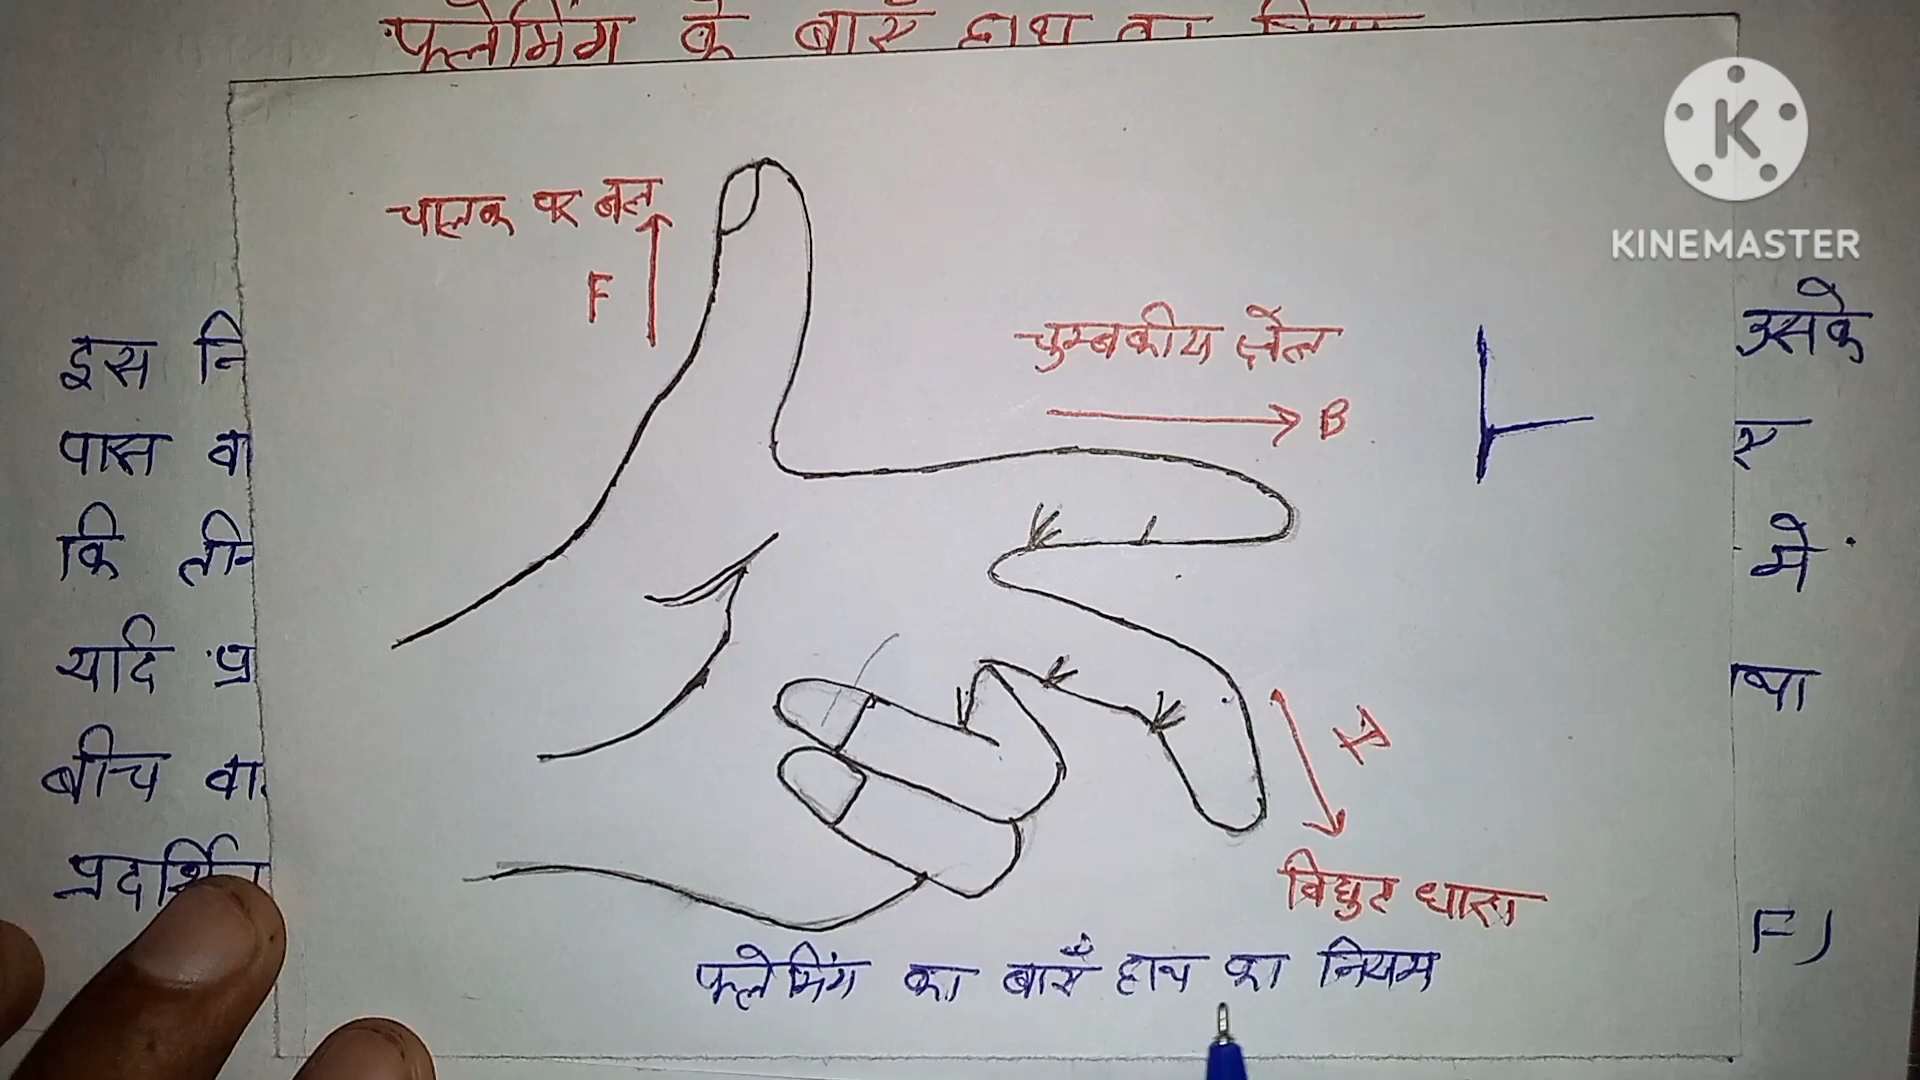 फ्लेमिंग के बाएँ हाथ का
चालक पर बल
F
चुम्बकीय क्षेत्र
B
I
विद्युत धारा
फ्लेमिंग का बाएँ हाथ का नियम
इस नि
उसके
पास वा
र
कि तीन
में
यदि प्र
बीच वा
F)
KINEMASTER